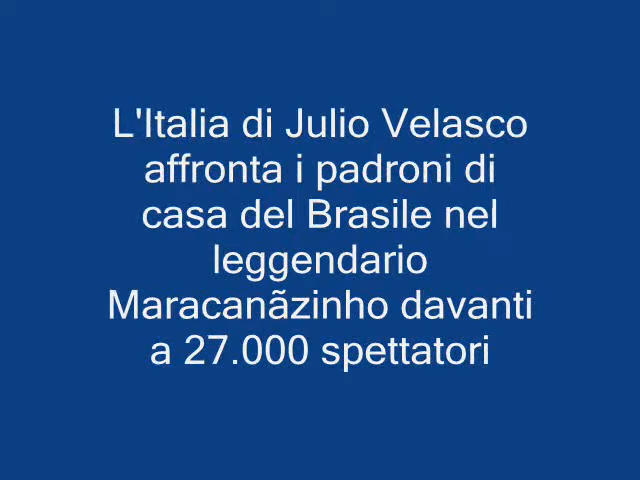 L'Italia di Julio Velasco
affronta i padroni di
casa del Brasile nel
leggendario
Maracanãzinho davanti
a 27.000 spettatori